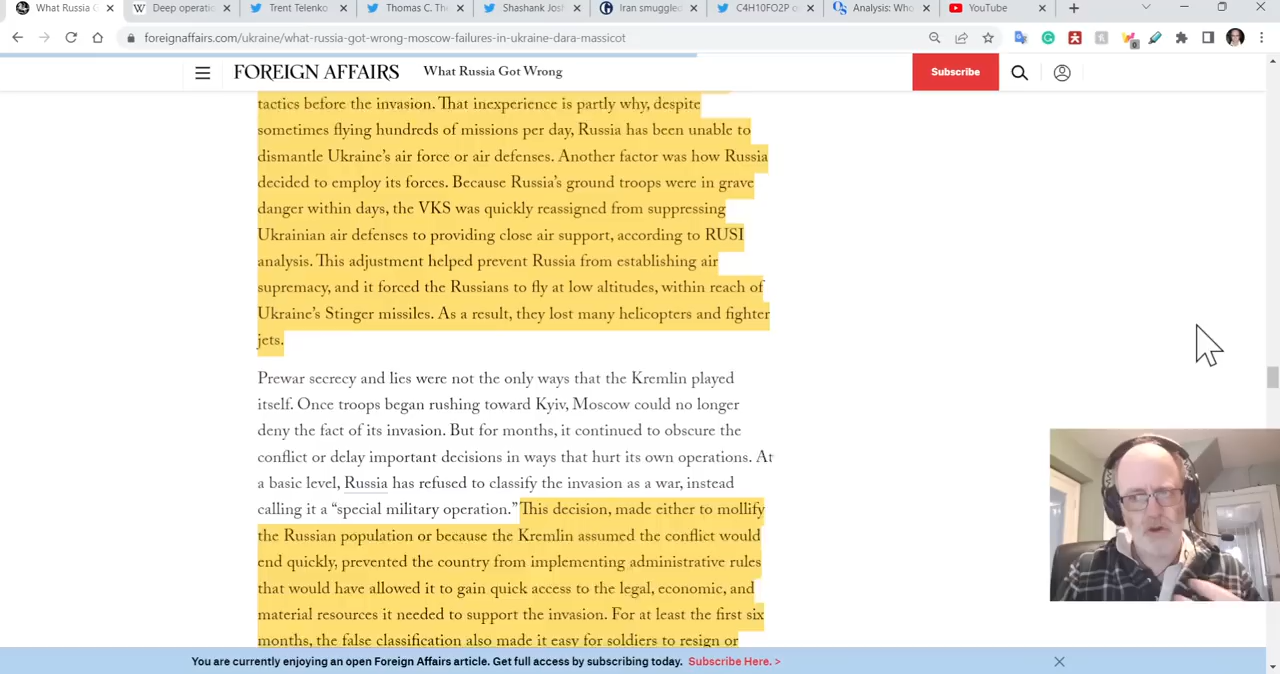 What Russia G
Deep operati
Trent Telenko
Thomas C. The
Shashank Josh
Iran smuggled
C4H10FO2P o
Analysis: Who
YouTube
foreignaffairs.com/ukraine/what-russia-got-wrong-moscow-failures-in-ukraine-dara-massicot
FOREIGN AFFAIRS
What Russia Got Wrong
Subscribe
tactics before the invasion. That inexperience is partly why, despite
sometimes flying hundreds of missions per day, Russia has been unable to
dismantle Ukraine's air force or air defenses. Another factor was how Russia
decided to employ its forces. Because Russia's ground troops were in grave
danger within days, the VKS was quickly reassigned from suppressing
Ukrainian air defenses to providing close air support, according to RUSI
analysis. This adjustment helped prevent Russia from establishing air
supremacy, and it forced the Russians to fly at low altitudes, within reach of
Ukraine's Stinger missiles. As a result, they lost many helicopters and fighter
jets.
Prewar secrecy and lies were not the only ways that the Kremlin played
itself. Once troops began rushing toward Kyiv, Moscow could no longer
deny the fact of its invasion. But for months, it continued to obscure the
conflict or delay important decisions in ways that hurt its own operations. At
a basic level, Russia has refused to classify the invasion as a war, instead
calling it a “special military operation.” This decision, made either to mollify
the Russian population or because the Kremlin assumed the conflict would
end quickly, prevented the country from implementing administrative rules
that would have allowed it to gain quick access to the legal, economic, and
material resources it needed to support the invasion. For at least the first six
months, the false classification also made it easy for soldiers to resign or
You are currently enjoying an open Foreign Affairs article. Get full access by subscribing today. Subscribe Here. >